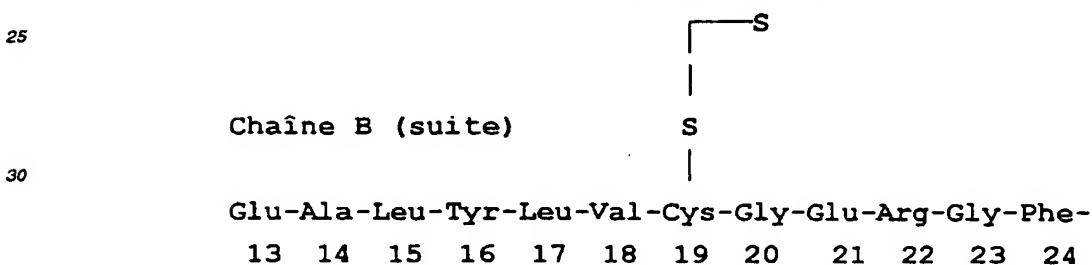 25 S
Chaîne B (suite) S
30
Glu-Ala-Leu-Tyr-Leu-Val-Cys-Gly-Glu-Arg-Gly-Phe-
13 14 15 16 17 18 19 20 21 22 23 24